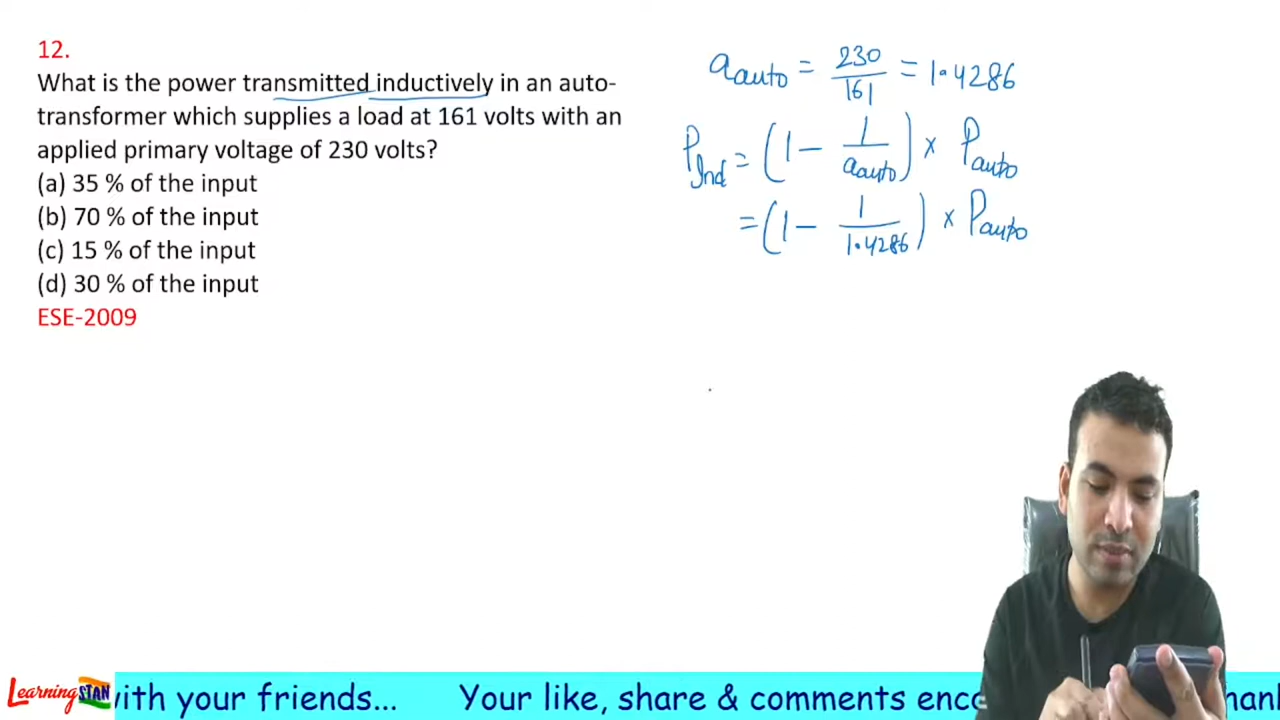 12.
What is the power transmitted inductively in an auto-
transformer which supplies a load at 161 volts with an
applied primary voltage of 230 volts?
(a) 35 % of the input
(b) 70 % of the input
(c) 15 % of the input
(d) 30 % of the input
ESE-2009
a_auto = 230/161 = 1.4286
P_Ind = (1 - 1/a_auto) × P_auto
= (1 - 1/1.4286) × P_auto
Learning STAN
with your friends... Your like, share & comments enc